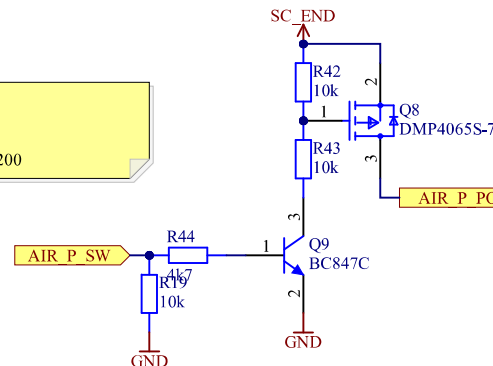 SC_END
R42
10k
2
1
Q8
DMP4065S-7
R43
10k
3
AIR_P_PO
200
3
R44
AIR_P_SW
1
Q9
BC847C
4k7
R19
10k
2
GND
GND